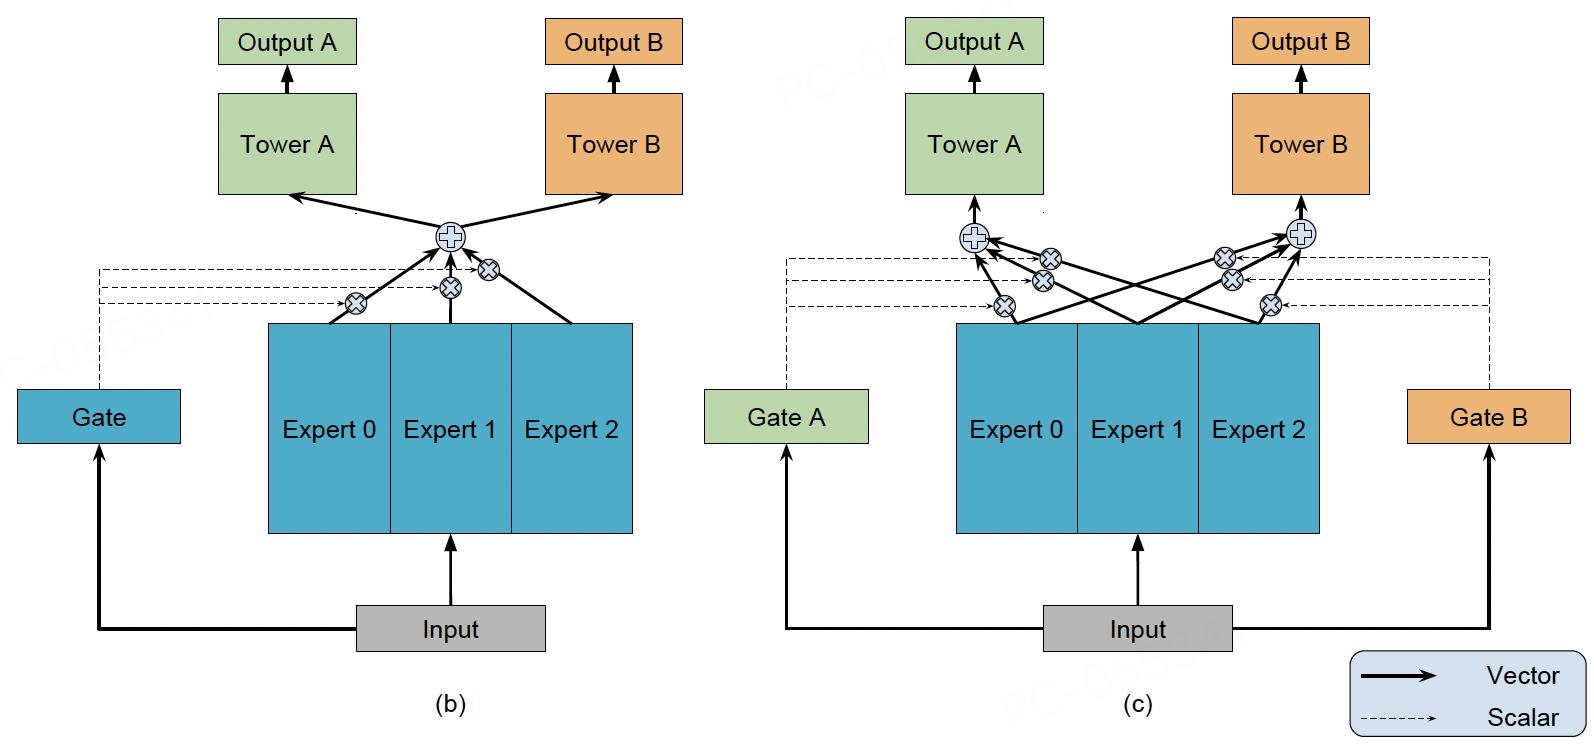 Output A
Output B
Tower A
Tower B
Gate
Expert 0
Expert 1
Expert 2
Input
(b)
Output A
Output B
Tower A
Tower B
Gate A
Expert 0
Expert 1
Expert 2
Gate B
Input
(c)
Vector
Scalar